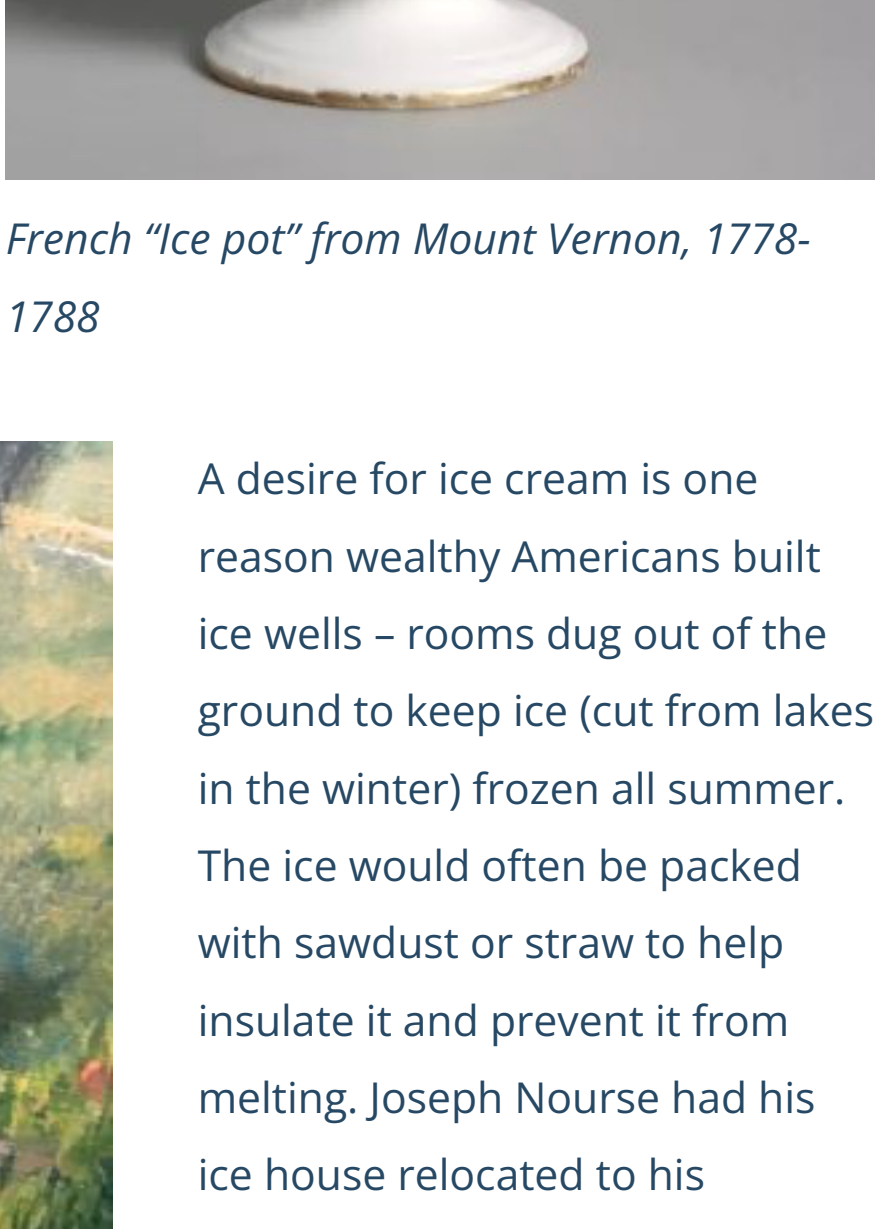 French “Ice pot” from Mount Vernon, 1778-
1788
A desire for ice cream is one
reason wealthy Americans built
ice wells – rooms dug out of the
ground to keep ice (cut from lakes
in the winter) frozen all summer.
The ice would often be packed
with sawdust or straw to help
insulate it and prevent it from
melting. Joseph Nourse had his
ice house relocated to his